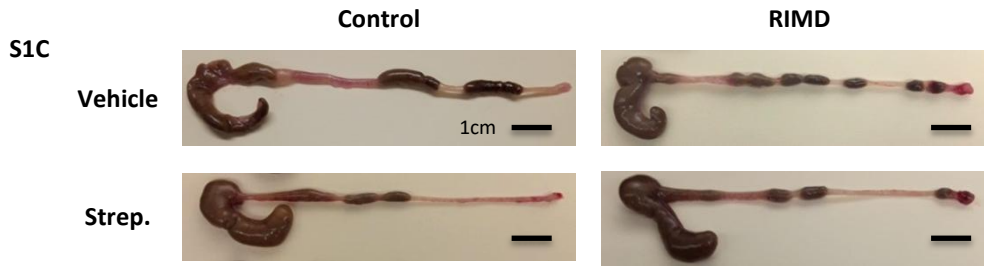 Control RIMD
S1C
Vehicle
1cm
Strep.